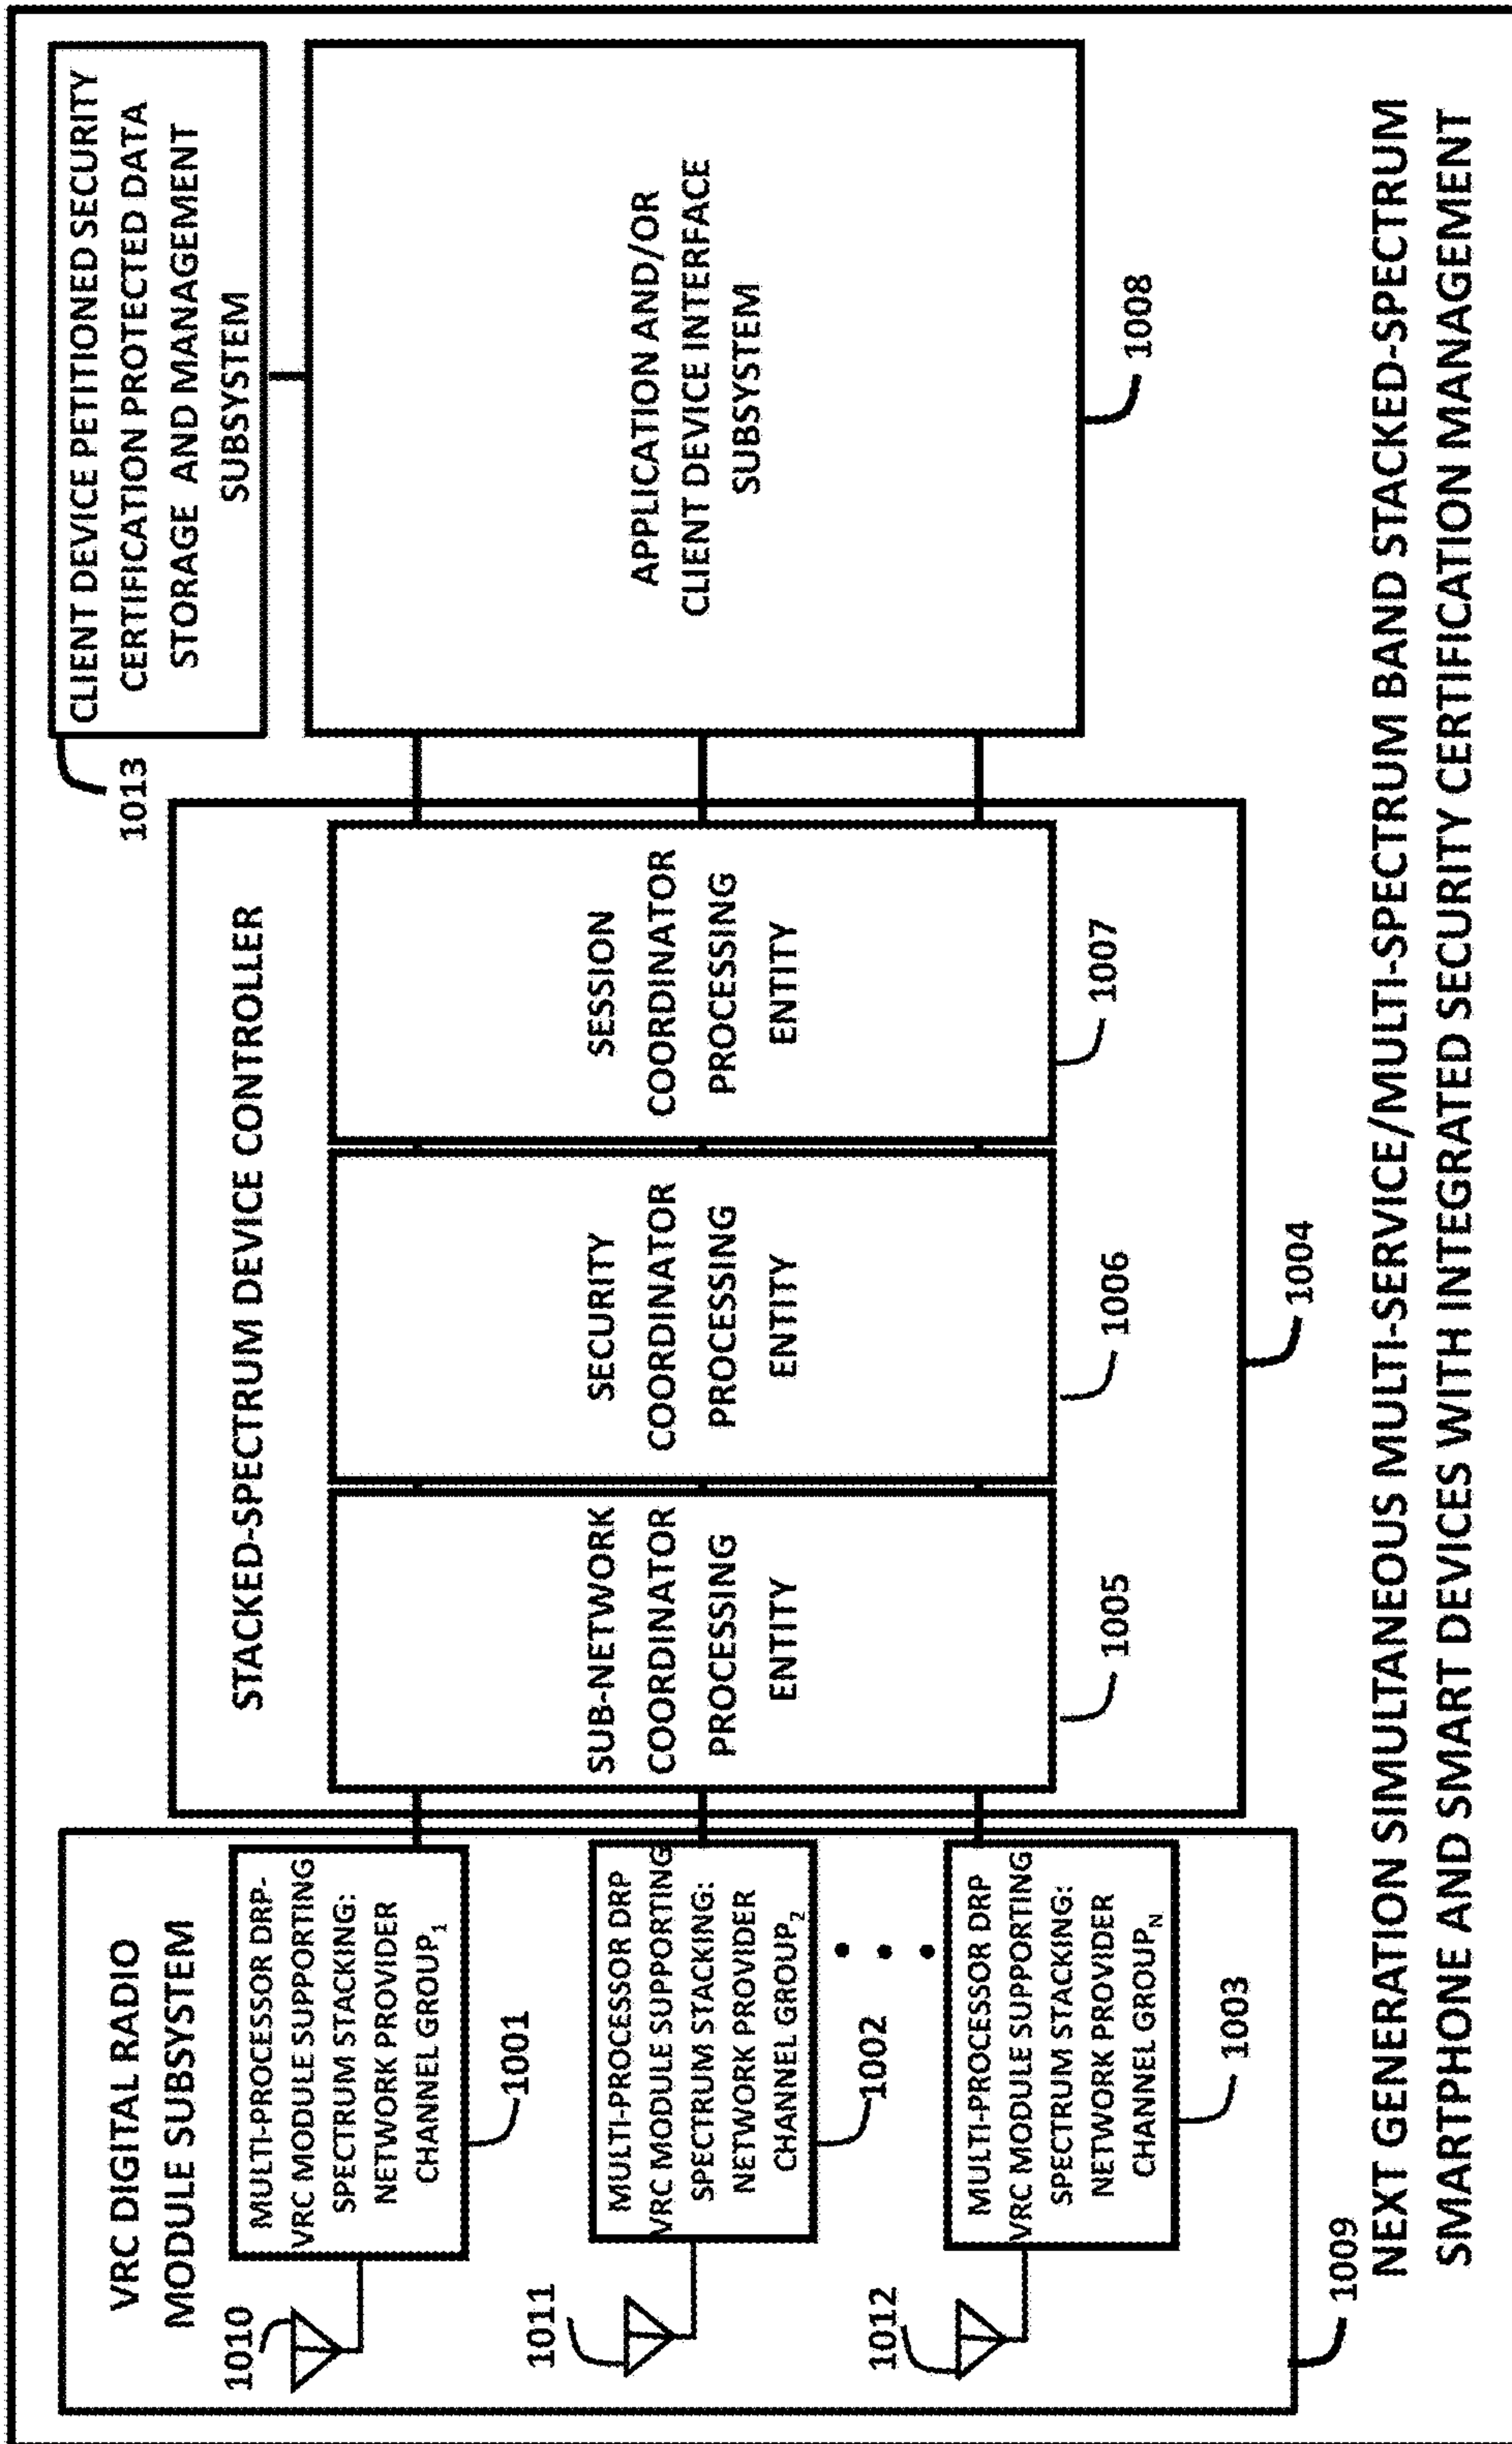 VRC DIGITAL RADIO
MODULE SUBSYSTEM
1010
MULTI-PROCESSOR DRP-
VRC MODULE SUPPORTING
SPECTRUM STACKING:
NETWORK PROVIDER
CHANNEL GROUP1
1001
1011
MULTI-PROCESSOR DRP
VRC MODULE SUPPORTING
SPECTRUM STACKING:
NETWORK PROVIDER
CHANNEL GROUP2
1002
1012
MULTI-PROCESSOR DRP
VRC MODULE SUPPORTING
SPECTRUM STACKING:
NETWORK PROVIDER
CHANNEL GROUPN
1003
1009
STACKED-SPECTRUM DEVICE CONTROLLER
SUB-NETWORK
COORDINATOR
PROCESSING
ENTITY
1005
SECURITY
COORDINATOR
PROCESSING
ENTITY
1006
SESSION
COORDINATOR
PROCESSING
ENTITY
1007
1004
CLIENT DEVICE PETITIONED SECURITY
CERTIFICATION PROTECTED DATA
STORAGE AND MANAGEMENT
SUBSYSTEM
1013
APPLICATION AND/OR
CLIENT DEVICE INTERFACE
SUBSYSTEM
1008
NEXT GENERATION SIMULTANEOUS MULTI-SERVICE/MULTI-SPECTRUM BAND STACKED-SPECTRUM
SMARTPHONE AND SMART DEVICES WITH INTEGRATED SECURITY CERTIFICATION MANAGEMENT